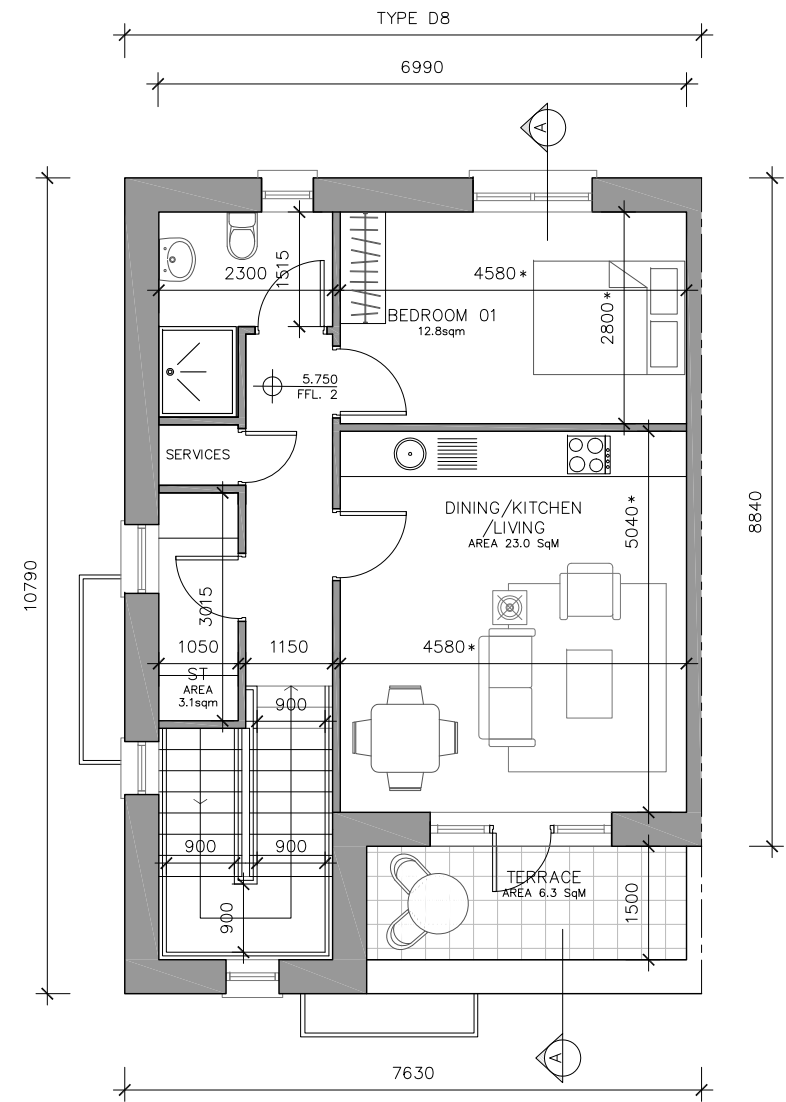 TYPE D8
6990
A
2300
1515
4580*
BEDROOM 01
12.8sqm
2800*
5.750
FFL. 2
SERVICES
DINING/KITCHEN
/LIVING
AREA 23.0 SqM
5040*
8840
10790
3015
1050
1150
4580*
ST
AREA
3.1sqm
900
900
900
900
TERRACE
AREA 6.3 SqM
1500
A
7630